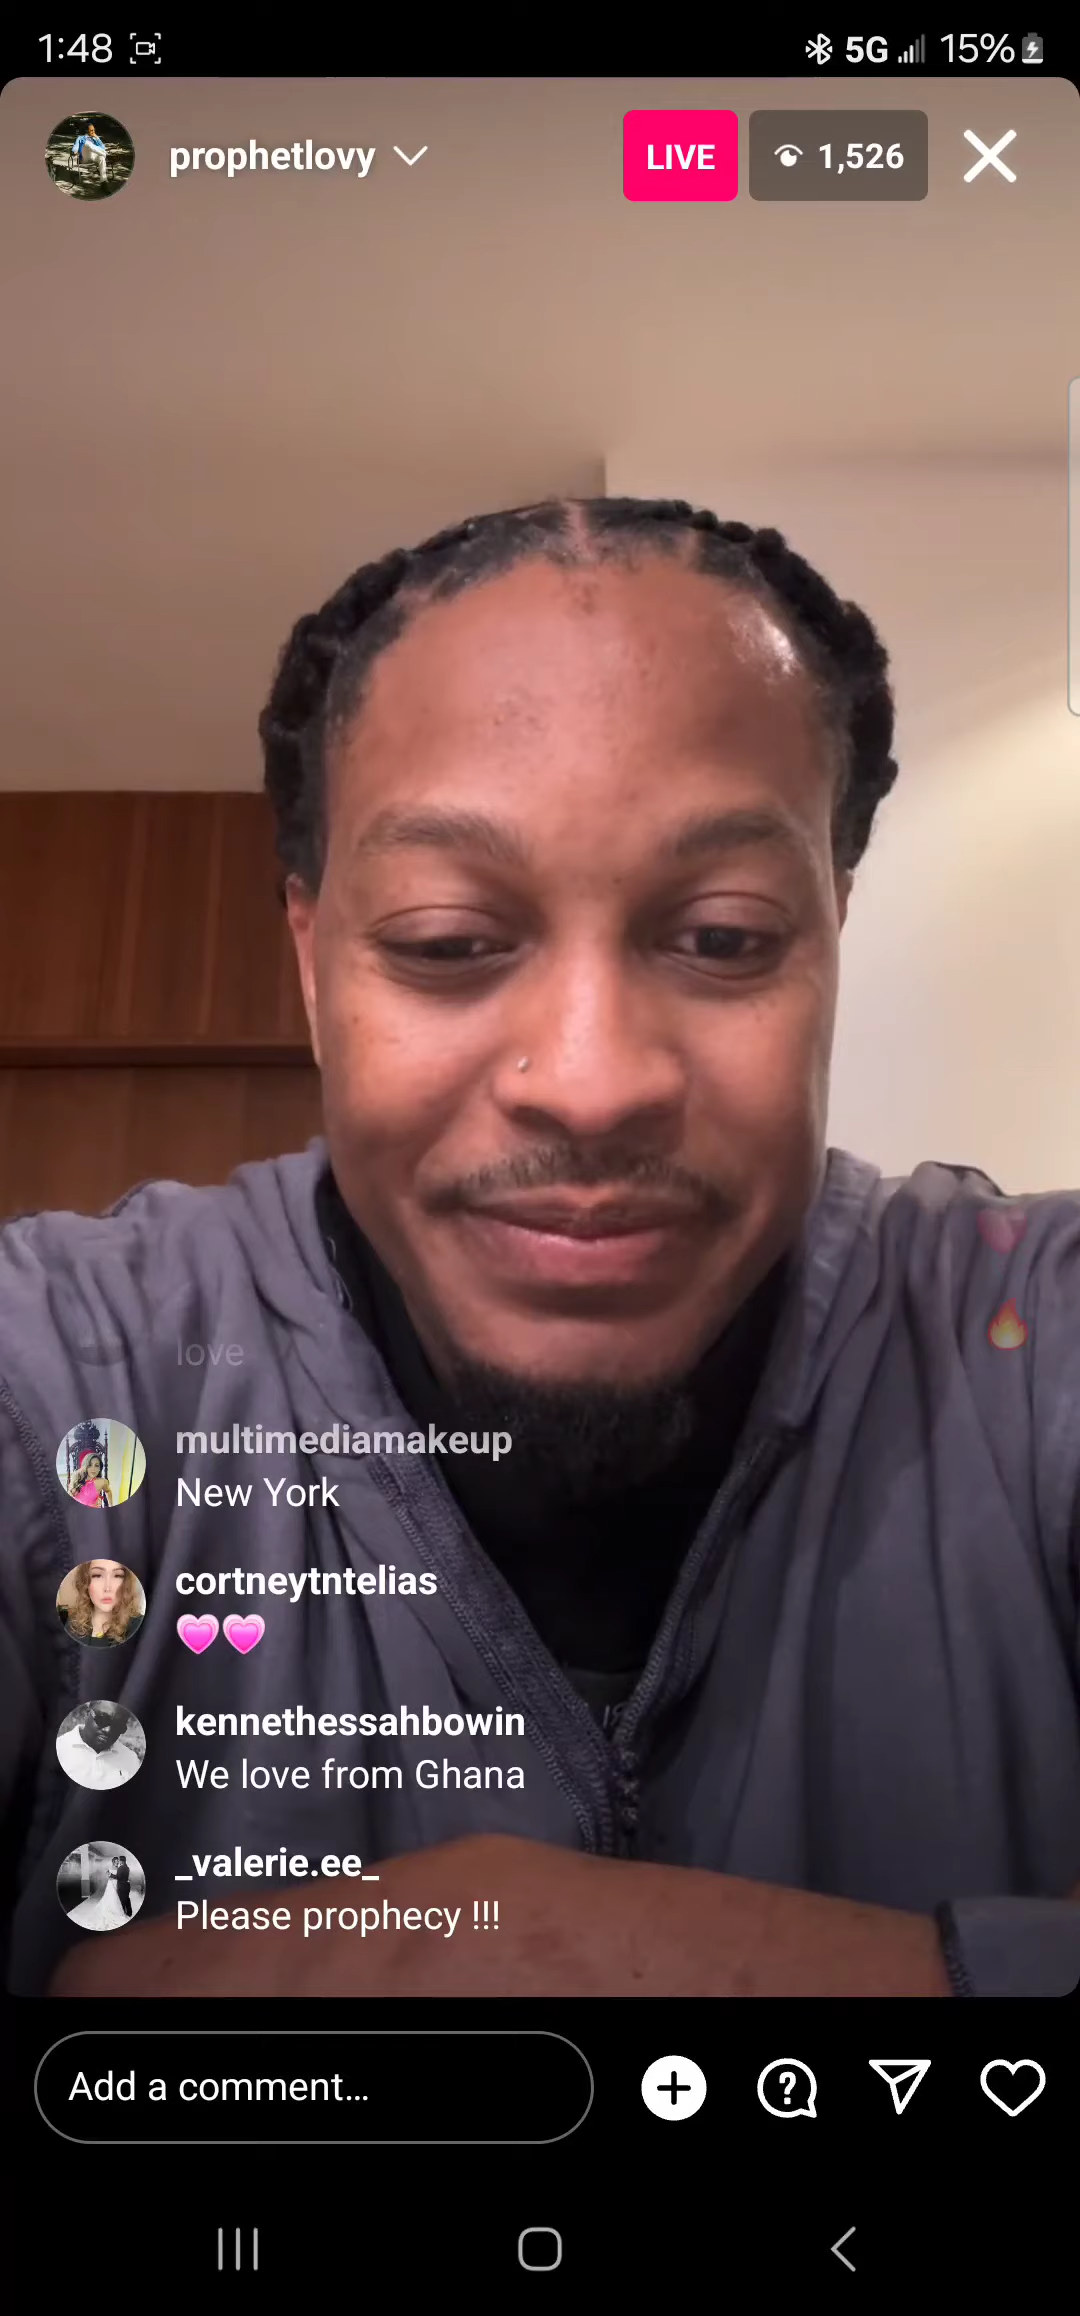 1:48
5G
15%
prophetlovy
LIVE
1,526
love
multimediamakeup
New York
cortneytntelias
kennethessahbowin
We love from Ghana
_valerie.ee_
Please prophecy !!!
Add a comment...